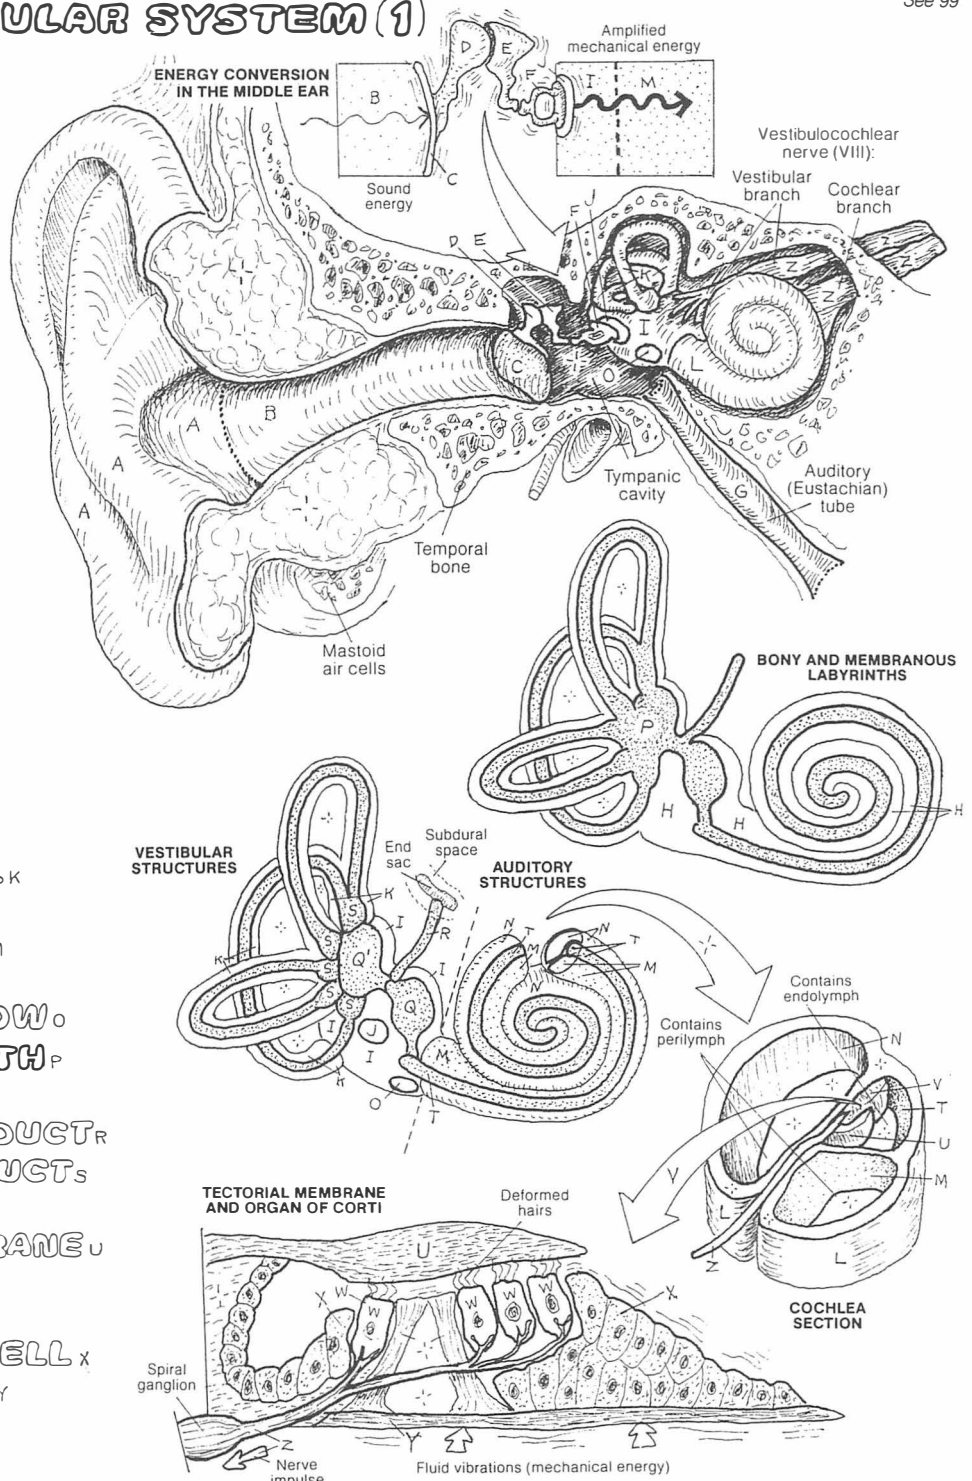 ULAR SYSTEM (1)
See 99
ENERGY CONVERSION
IN THE MIDDLE EAR
Amplified
mechanical energy
D
E
F
B
I
M
C
Sound
energy
Vestibulocochlear
nerve (VIII):
Vestibular
branch
Cochlear
branch
F
J
D
E
K
I
Z
Z
Z
Z
L
C
I
O
A
B
A
A
G
Tympanic
cavity
Auditory
(Eustachian)
tube
Temporal
bone
Mastoid
air cells
BONY AND MEMBRANOUS
LABYRINTHS
P
H
H
H
VESTIBULAR
STRUCTURES
End
sac
Subdural
space
AUDITORY
STRUCTURES
K
S
I
R
S
Q'
K
S
I
S
Q
I
J
I
K
O
M
T
N
T
M
N
N
T
M
K
OW O
TH P
DUCT R
UCT S
RANE U
ELL X
Y
Contains
endolymph
Contains
perilymph
N
V
T
U
M
V
L
Z
L
COCHLEA
SECTION
TECTORIAL MEMBRANE
AND ORGAN OF CORTI
Deformed
hairs
U
X
W
W
W
W
W
X
Spiral
ganglion
Z
Y
Nerve
impulse
Fluid vibrations (mechanical energy)